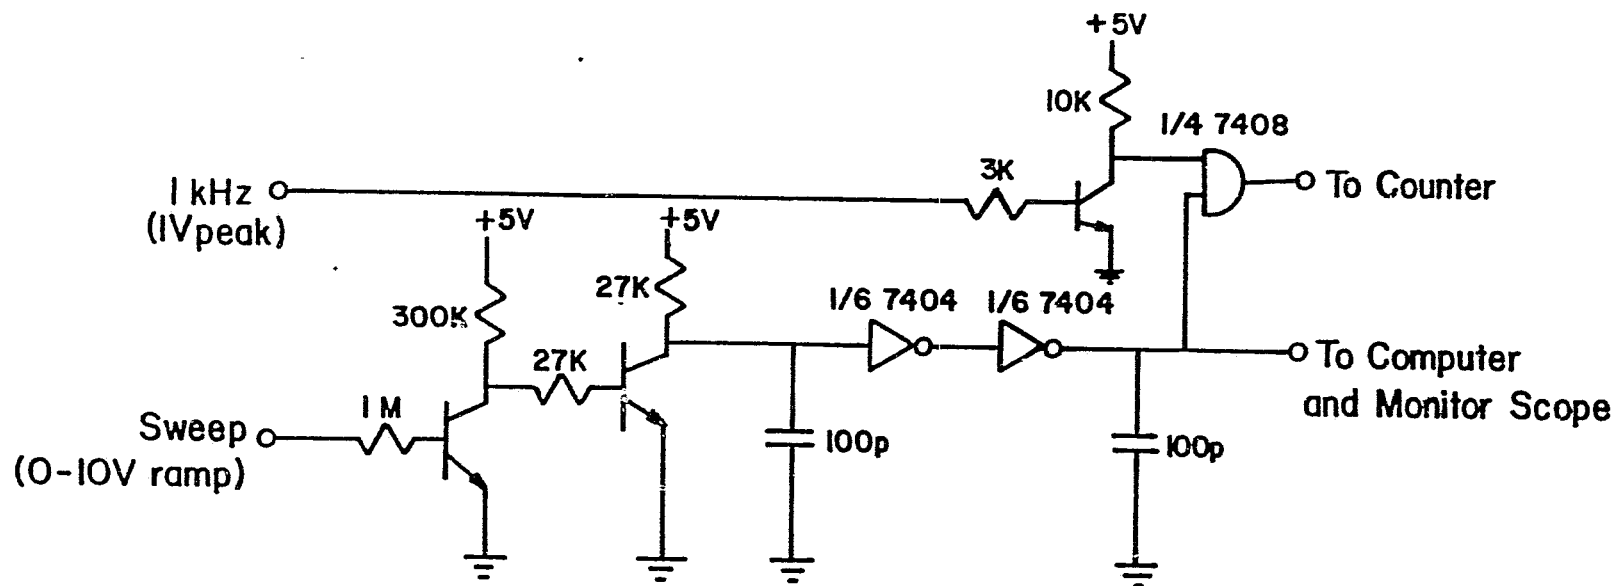 +5V
10K
1/4 7408
3K
1 kHz
(1Vpeak)
To Counter
+5V
+5V
300K
27K
1/6 7404
1/6 7404
27K
1 M
Sweep
(0-10V ramp)
100p
100p
To Computer
and Monitor Scope